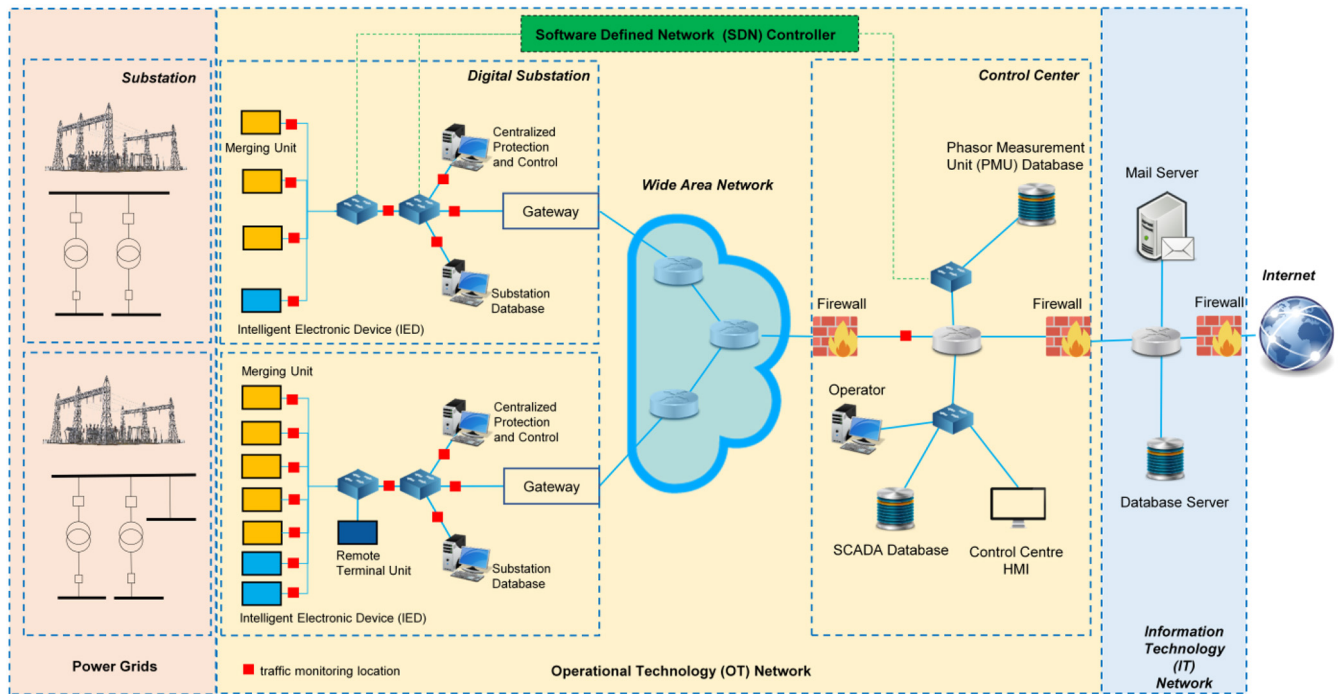 Software Defined Network (SDN) Controller
Substation
Digital Substation
Control Center
Merging Unit
Centralized
Protection
and Control
Gateway
Substation
Database
Intelligent Electronic Device (IED)
Wide Area Network
Phasor Measurement
Unit (PMU) Database
Mail Server
Internet
Firewall
Firewall
Firewall
Merging Unit
Centralized
Protection
and Control
Gateway
Remote
Terminal Unit
Substation
Database
Intelligent Electronic Device (IED)
Operator
SCADA Database
Control Centre
HMI
Database Server
Power Grids
traffic monitoring location
Operational Technology (OT) Network
Information
Technology
(IT)
Network